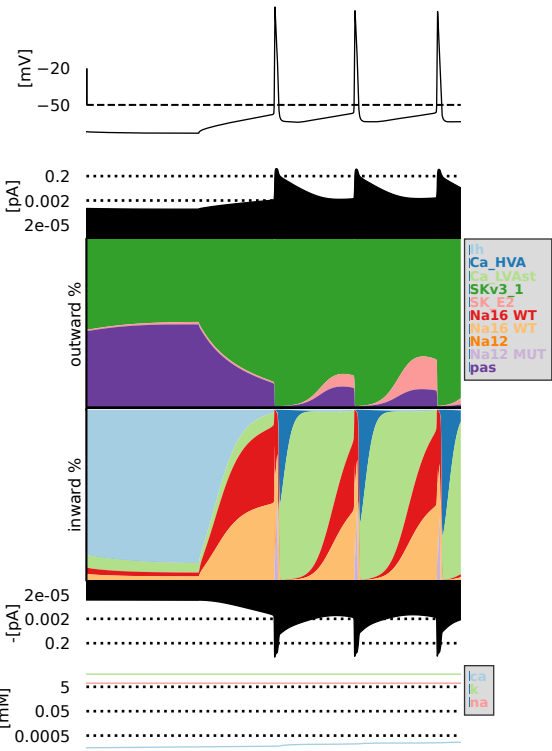 [mV]
−20
−50
[pA]
0.2
0.002
2e-05
outward %
Ih
Ca_HVA
Ca_LVAst
SKv3_1
SK_E2
Na16 WT
Na16 WT
Na12
Na12 MUT
pas
inward %
-[pA]
2e-05
0.002
0.2
[mM]
5
0.05
0.0005
ca
k
na